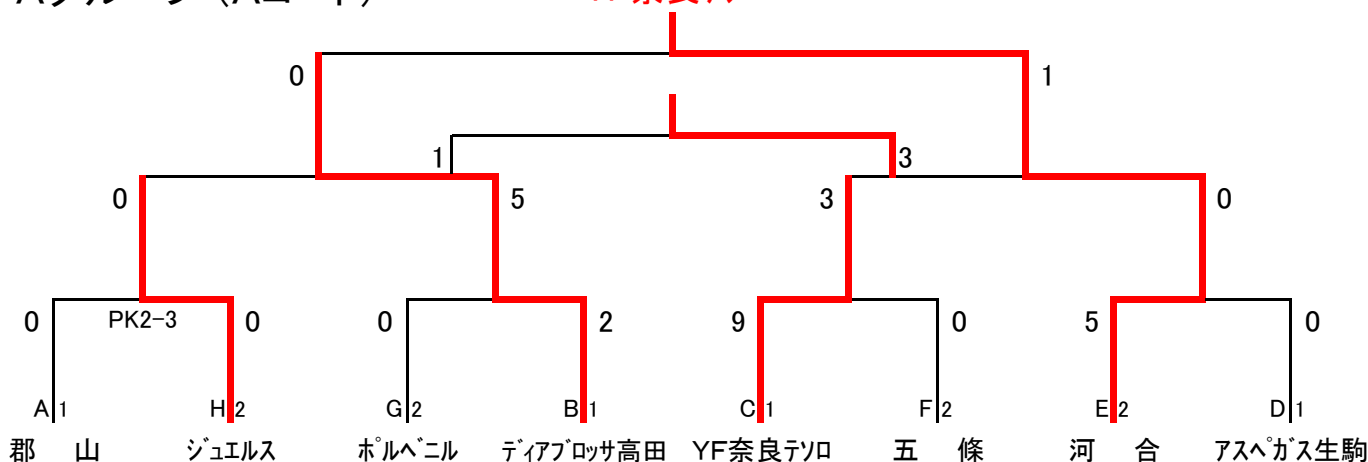 0 1
1 3
0 5 3 0
0 PK2-3 0 0 2 9 0 5 0
A 1 H 2 G 2 B 1 C 1 F 2 E 2 D 1
郡 山 ジュエルス ポルベニル ディアブロッサ高田 YF奈良テソロ 五 條 河 合 アスペガス生駒